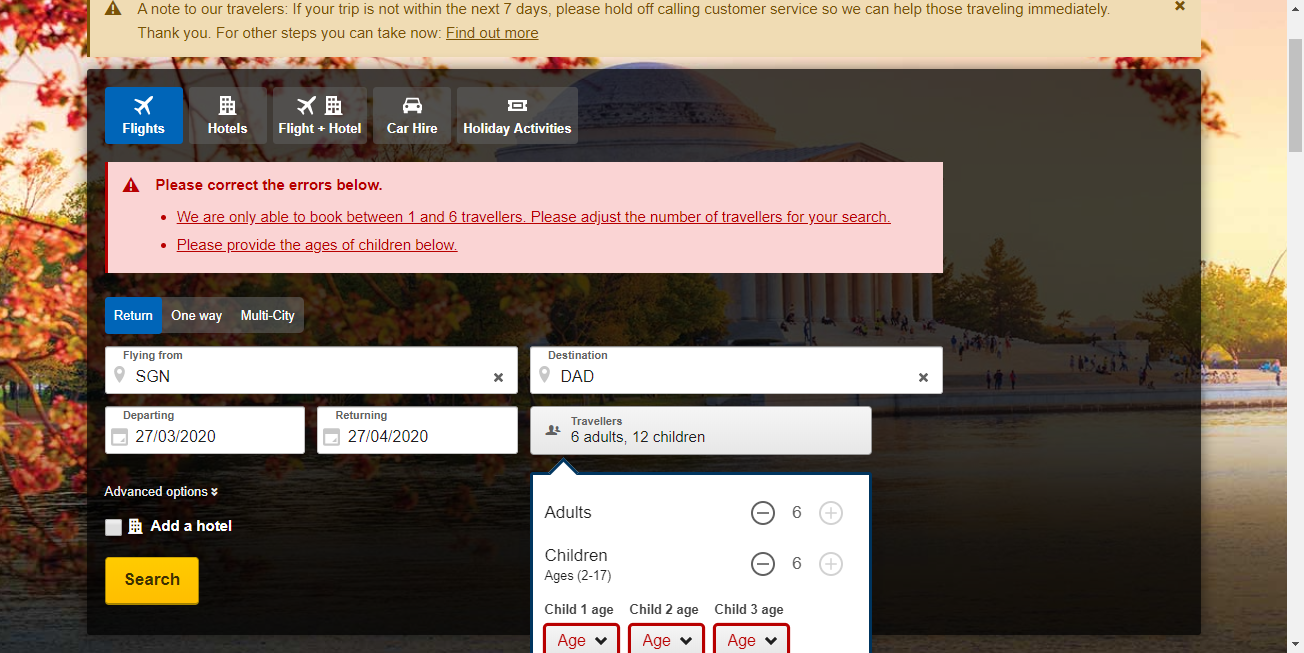 A note to our travelers: If your trip is not within the next 7 days, please hold off calling customer service so we can help those traveling immediately.
Thank you. For other steps you can take now: Find out more
Flights
Hotels
Flight + Hotel
Car Hire
Holiday Activities
Please correct the errors below.
We are only able to book between 1 and 6 travellers. Please adjust the number of travellers for your search.
Please provide the ages of children below.
Return One way Multi-City
Flying from
SGN
Destination
DAD
Departing
27/03/2020
Returning
27/04/2020
Travellers
6 adults, 12 children
Advanced options
Add a hotel
Search
Adults 6
Children 6
Ages (2-17)
Child 1 age Child 2 age Child 3 age
Age Age Age